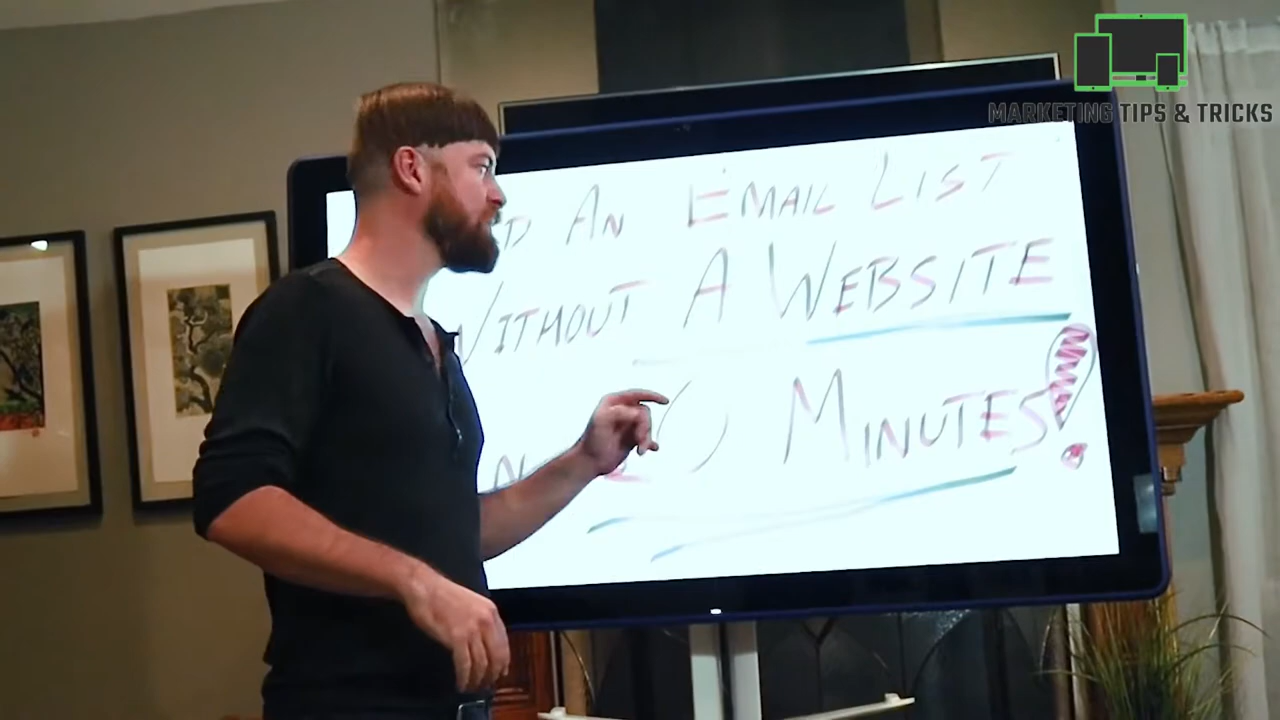 MARKETING TIPS & TRICKS
AN EMAIL LIST
WITHOUT A WEBSITE
MINUTES!